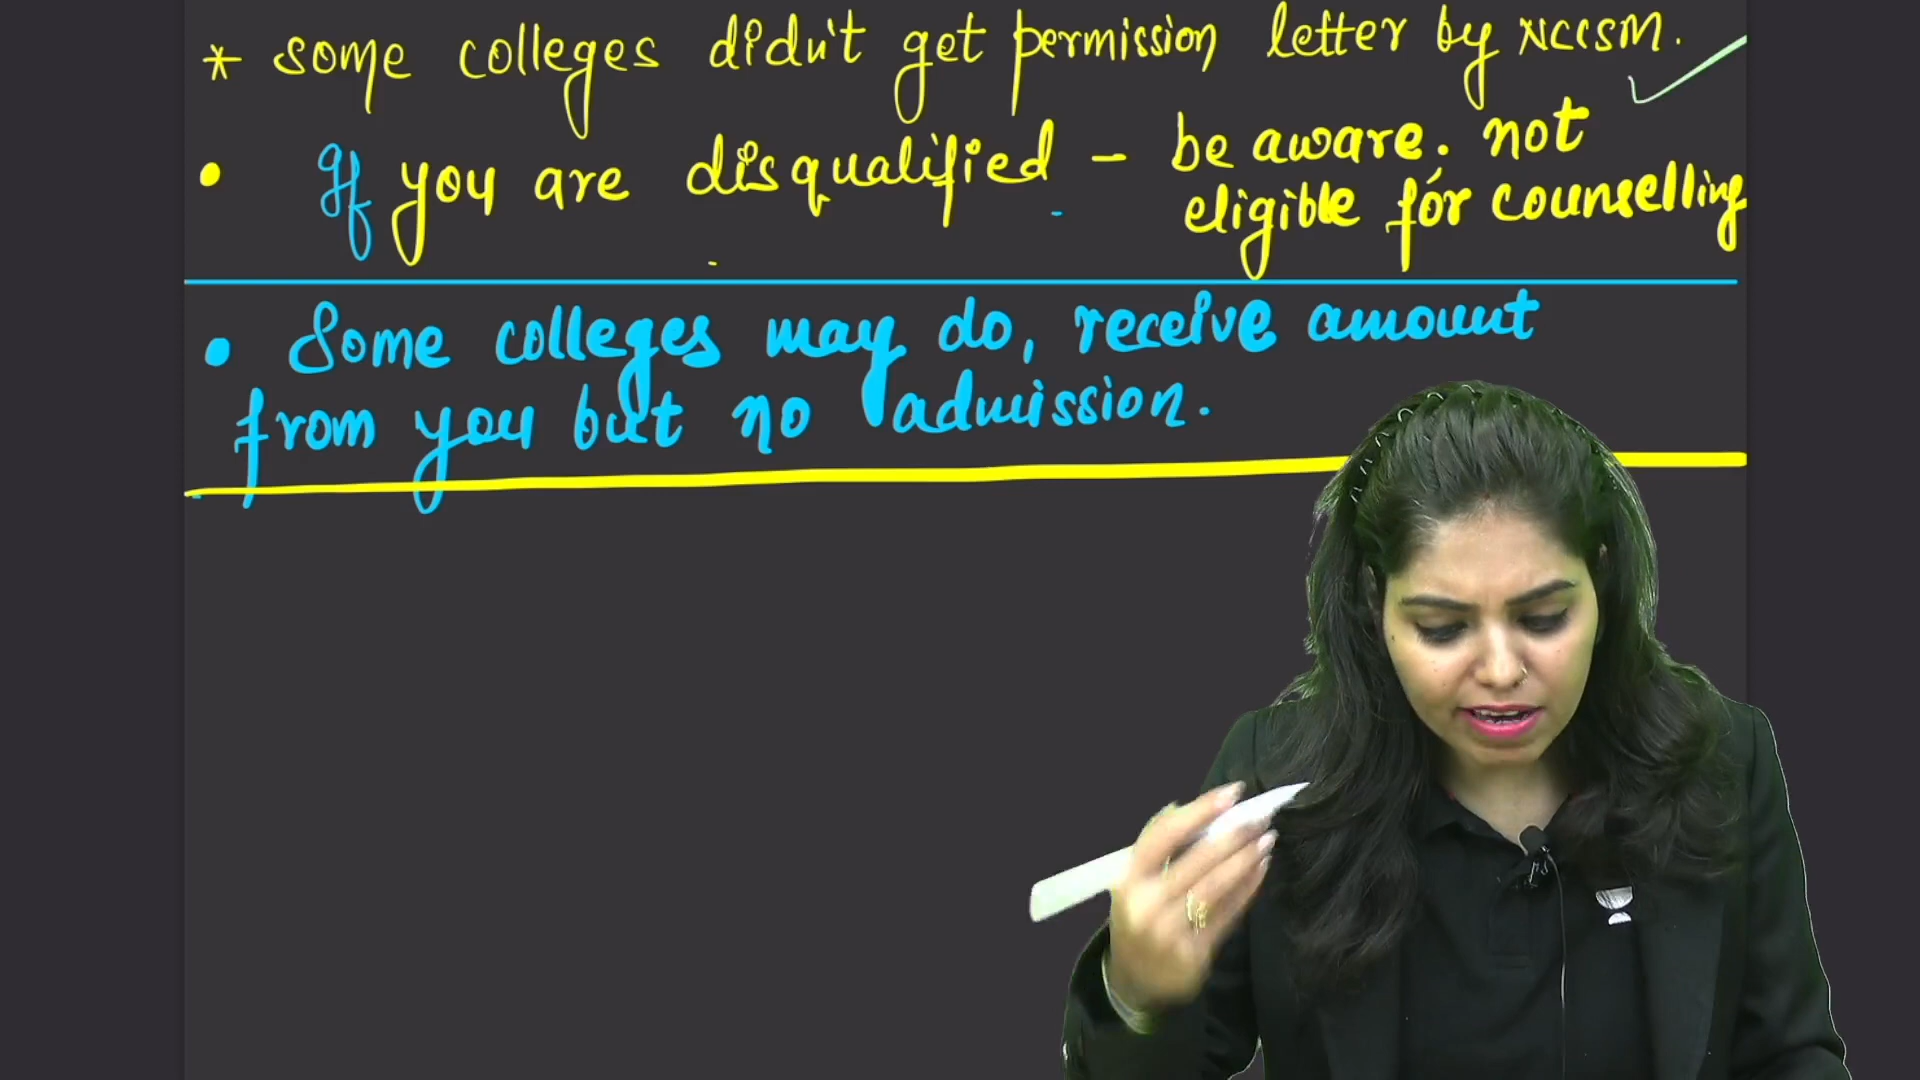 * Some colleges didn't get permission letter by NCISM.
• If you are disqualified - be aware. not
eligible for counselling
• Some colleges may do, receive amount
from you but no admission.